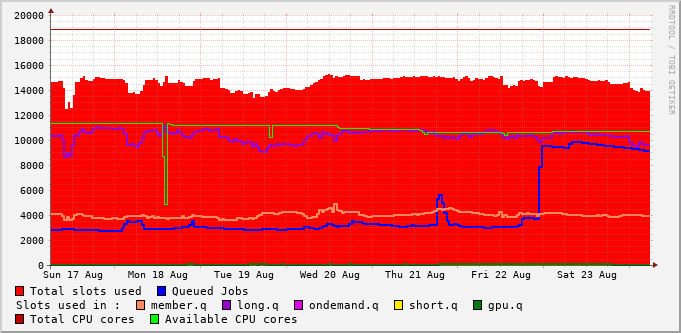 20000
18000
16000
14000
12000
10000
8000
6000
4000
2000
0
Sun 17 Aug Mon 18 Aug Tue 19 Aug Wed 20 Aug Thu 21 Aug Fri 22 Aug Sat 23 Aug
Total slots used Queued Jobs
Slots used in : member.q long.q ondemand.q short.q gpu.q
Total CPU cores Available CPU cores
RRDTOOL / TOBI OETIKER